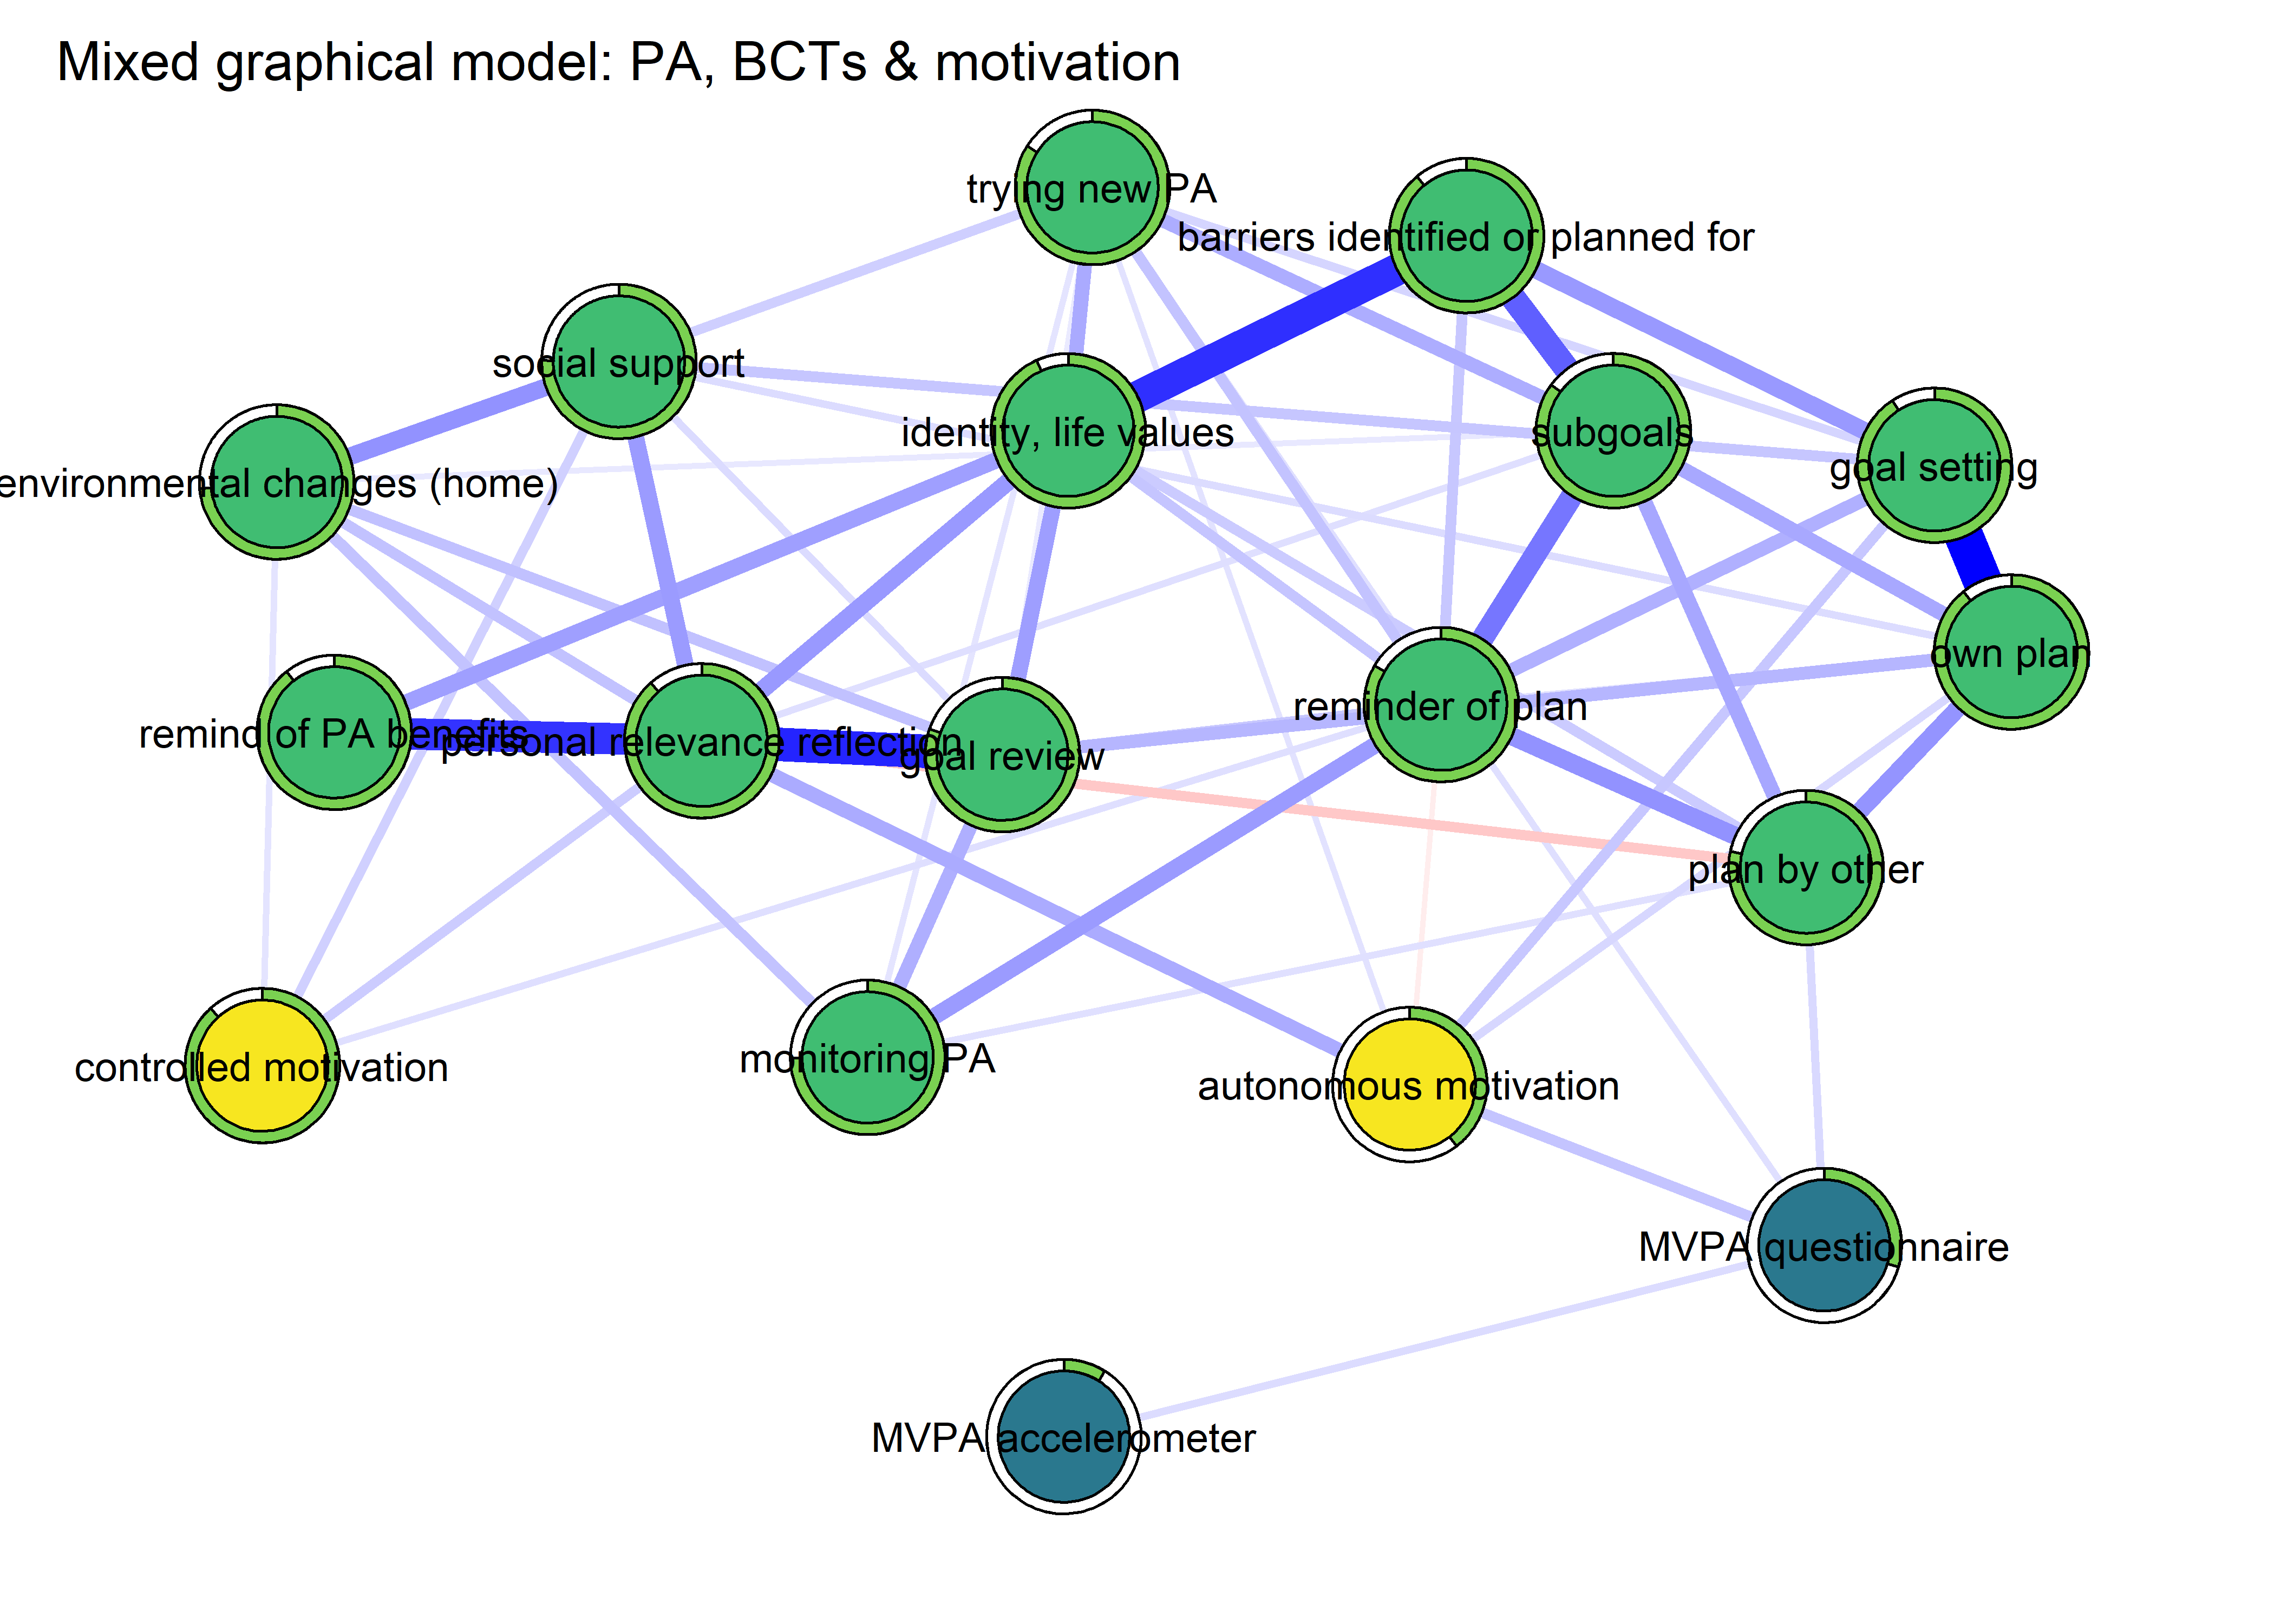 Mixed graphical model: PA, BCTs & motivation
trying new PA
barriers identified or planned for
social support
identity, life values
subgoals
goal setting
environmental changes (home)
own plan
reminder of plan
remind of PA benefits
personal relevance reflection
goal review
plan by other
controlled motivation
monitoring PA
autonomous motivation
MVPA questionnaire
MVPA accelerometer